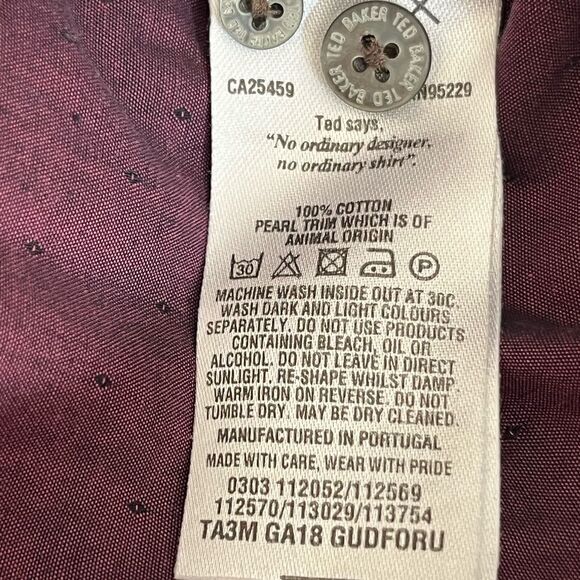 TED BAKER TED BAKER TED BAKER
CA25459
N95229
Ted says,
"No ordinary designer,
no ordinary shirt".
100% COTTON
PEARL TRIM WHICH IS OF
ANIMAL ORIGIN
30
P
MACHINE WASH INSIDE OUT AT 30C.
WASH DARK AND LIGHT COLOURS
SEPARATELY. DO NOT USE PRODUCTS
CONTAINING BLEACH, OIL OR
ALCOHOL. DO NOT LEAVE IN DIRECT
SUNLIGHT. RE-SHAPE WHILST DAMP.
WARM IRON ON REVERSE. DO NOT
TUMBLE DRY. MAY BE DRY CLEANED.
MANUFACTURED IN PORTUGAL
MADE WITH CARE, WEAR WITH PRIDE
0303 112052/112569
112570/113029/113754
TA3M GA18 GUDFORU